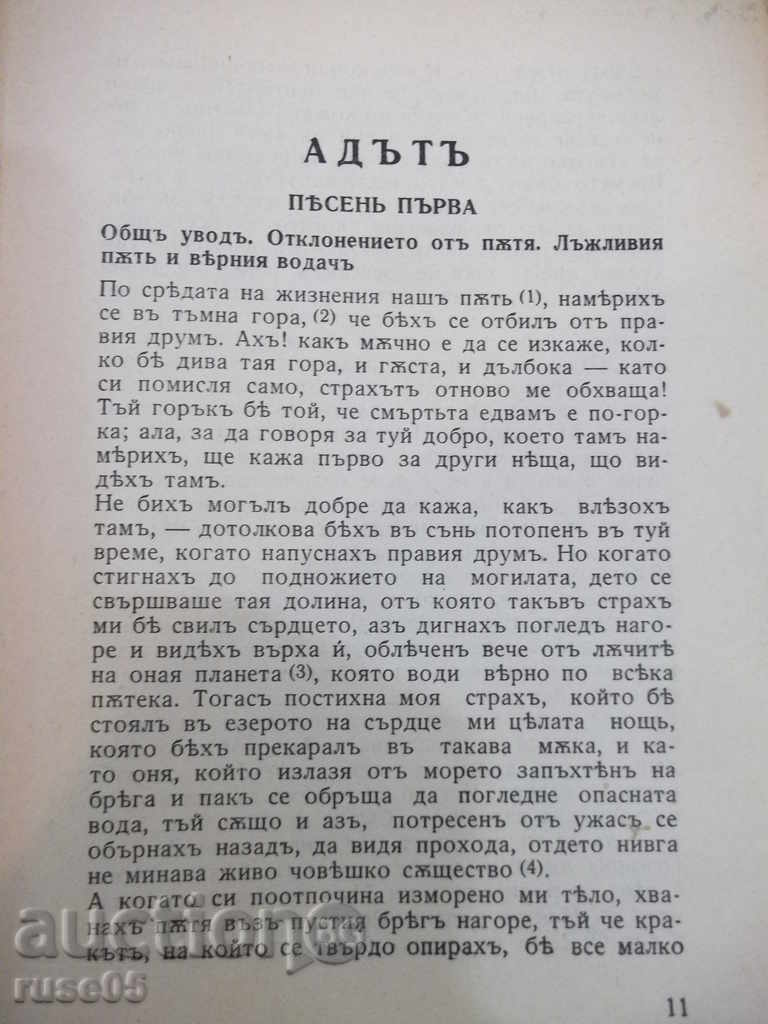 АДЪТЪ
ПѢСЕНЬ ПЪРВА
Общъ уводъ. Отклонението отъ пѫтя. Лъжливия
пѫть и вѣрния водачъ
По срѣдата на жизнения нашъ пѫть (1), намѣрихъ
се въ тъмна гора, (2) че бѣхъ се отбилъ отъ пра-
вия друмъ. Ахъ! какъ мѫчно е да се изкаже, кол-
ко бѣ дива тая гора, и гѫста, и дълбока — като
си помисля само, страхътъ отново ме обхваща!
Тъй горъкъ бѣ той, че смъртьта едвамъ е по-гор-
ка; ала, за да говоря за туй добро, което тамъ на-
мѣрихъ, ще кажа първо за други нѣща, що ви-
дѣхъ тамъ.
Не бихъ могълъ добре да кажа, какъ влѣзохъ
тамъ, — дотолкова бѣхъ въ сънь потопенъ въ туй
време, когато напуснахъ правия друмъ. Но когато
стигнахъ до подножието на могилата, дето се
свършваше тая долина, отъ която такъвъ страхъ
ми бѣ свилъ сърдцето, азъ дигнахъ погледъ наго-
ре и видѣхъ върха ѝ, облѣченъ вече отъ лѫчитѣ
на оная планета (3), която води вѣрно по всѣка
пѫтека. Тогасъ постихна моя страхъ, който бѣ
стоялъ въ езерото на сърдце ми цѣлата нощь,
която бѣхъ прекаралъ въ такава мѫка, и ка-
то оня, който излазя отъ морето запъхтѣнъ на
брѣга и пакъ се обръща да погледне опасната
вода, тъй сѫщо и азъ, потресенъ отъ ужасъ се
обърнахъ назадъ, да видя прохода, отдето нивга
не минава живо човѣшко сѫщество (4).
А когато си поотпочина изморено ми тѣло, хва-
нахъ пѫтя възъ пустия брѣгъ нагоре, тъй че кра-
кътъ, на който се твърдо опирахъ, бѣ все малко
11
auction
ruse05